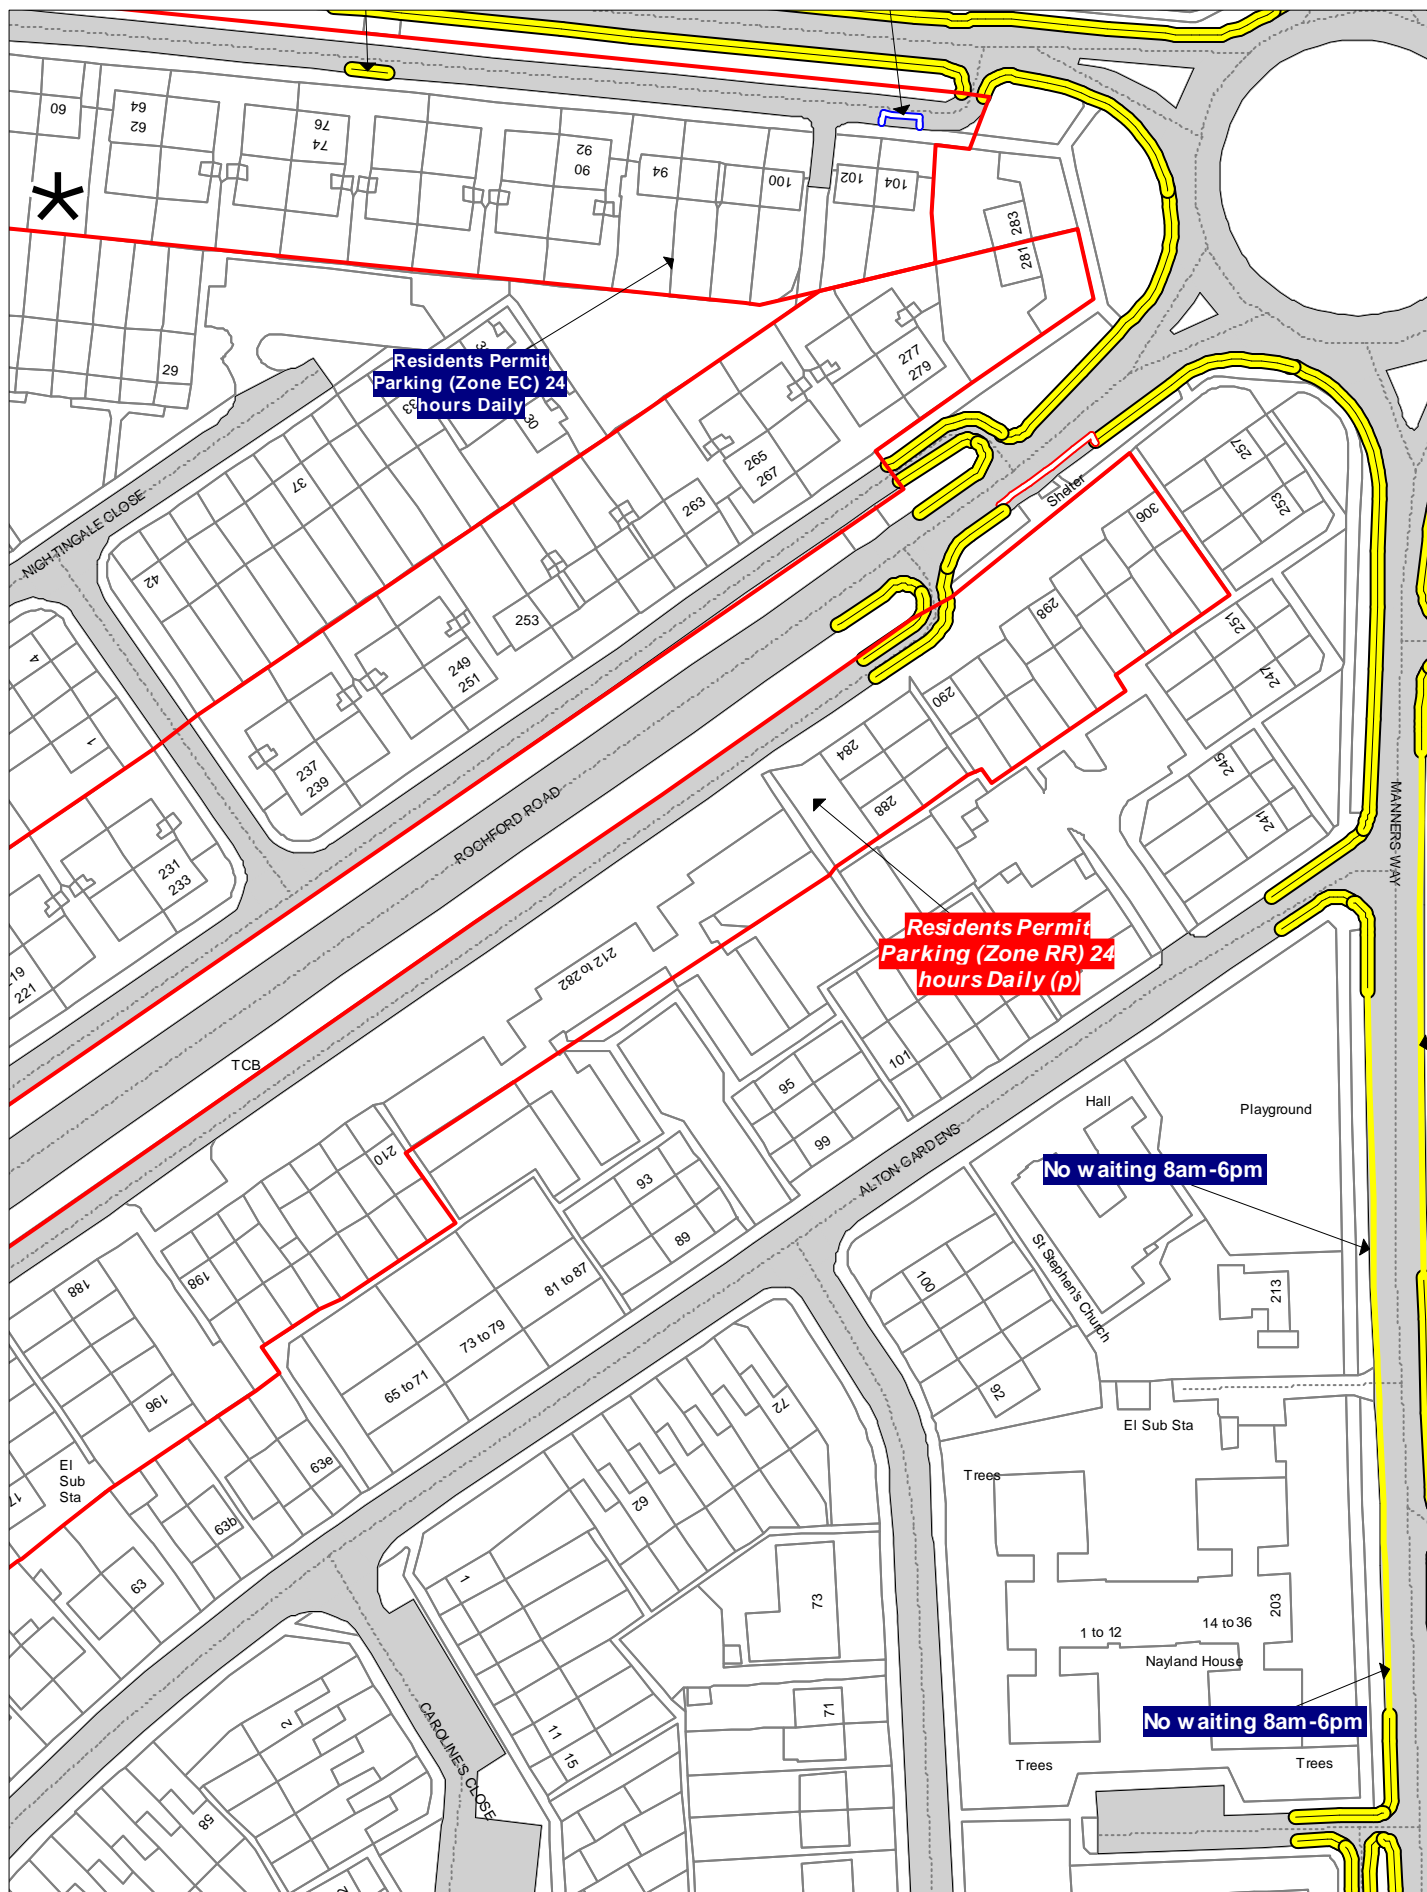 60
64
62
76
74
92
90
94
100
102
104
283
281
29
Residents Permit
Parking (Zone EC) 24
hours Daily
33
30
37
42
NIGHTINGALE CLOSE
277
279
265
267
263
253
249
251
237
239
231
233
221
4
1
Shelter
306
298
290
284
288
257
253
251
247
245
241
MANNERS WAY
ROCHFORD ROAD
Residents Permit
Parking (Zone RR) 24
hours Daily (p)
212 to 282
TCB
210
198
188
196
El
Sub
Sta
95
99
101
93
89
81 to 87
73 to 79
65 to 71
63e
63b
63
ALTON GARDENS
Hall
Playground
No waiting 8am-6pm
St Stephen's Church
213
100
92
El Sub Sta
Trees
72
62
1
11
15
73
71
1 to 12
14 to 36
203
Nayland House
No waiting 8am-6pm
Trees
Trees
CAROLINE'S CLOSE
2
58